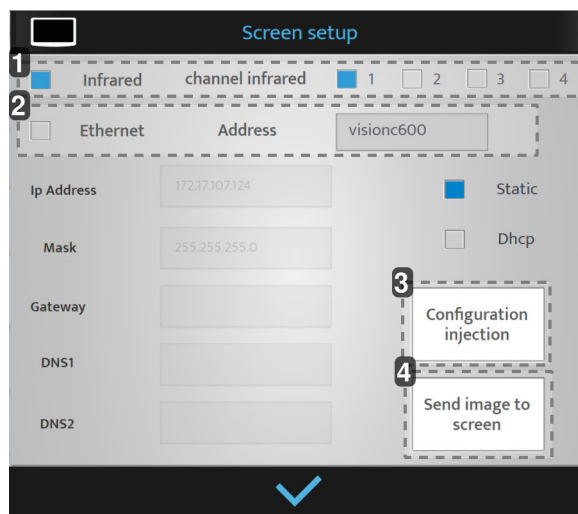 Screen setup
1
Infrared channel infrared 1 2 3 4
2
Ethernet Address visionc600
Ip Address 172.17.107.124 Static
Mask 255.255.255.0 Dhcp
3
Gateway
Configuration
injection
DNS1
4
Send image to
screen
DNS2